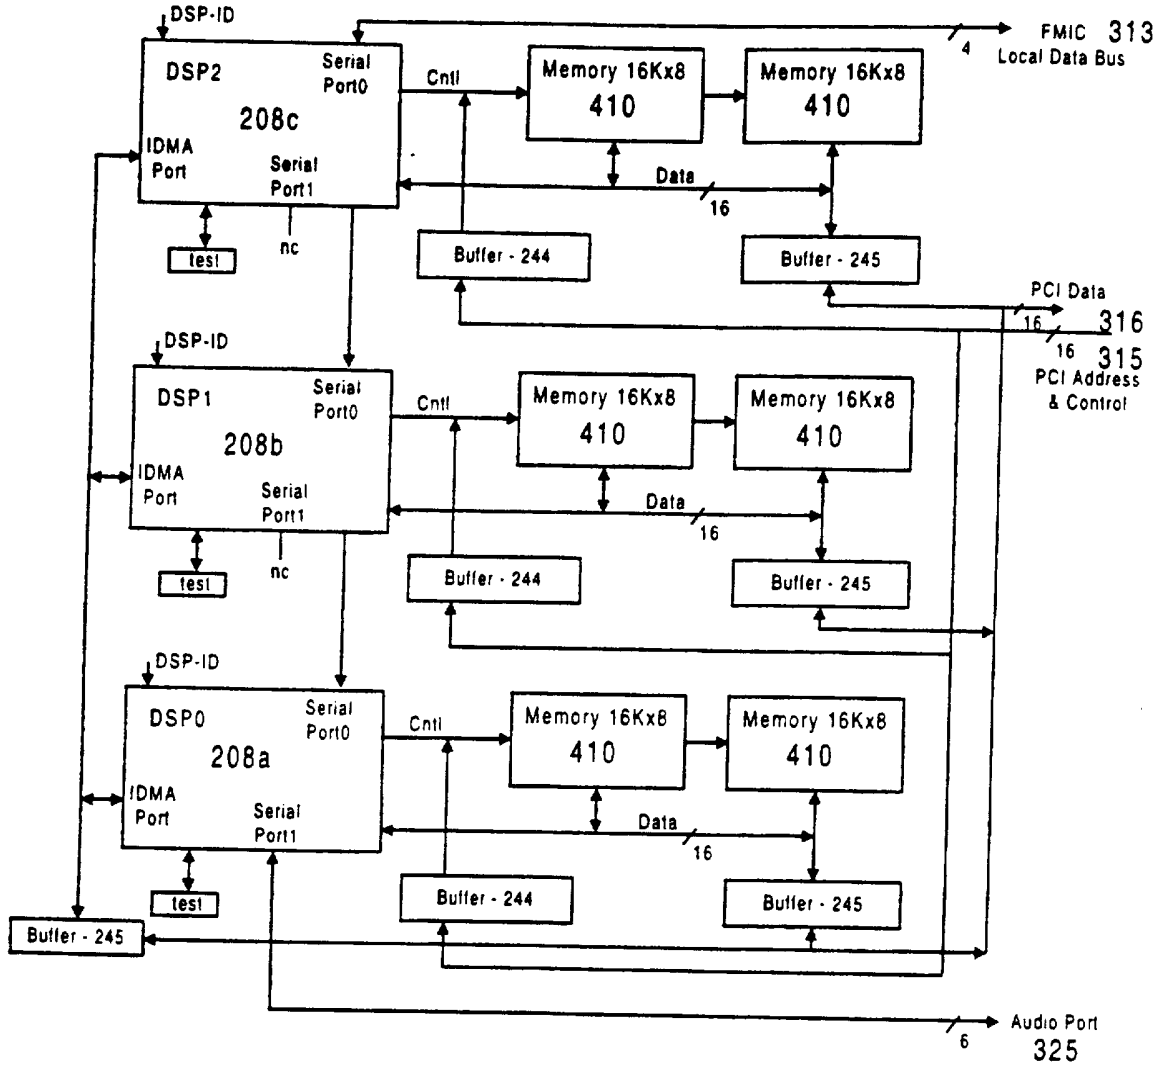 DSP-ID
FMIC 313
4
Local Data Bus
DSP2
Serial
Port0
208c
IDMA
Port
Serial
Port1
Cntl
Memory 16Kx8
410
Memory 16Kx8
410
Data
16
test
nc
Buffer - 244
Buffer - 245
PCI Data
16
316
16
315
PCI Address
& Control
DSP-ID
DSP1
Serial
Port0
208b
IDMA
Port
Serial
Port1
Cntl
Memory 16Kx8
410
Memory 16Kx8
410
Data
16
test
nc
Buffer - 244
Buffer - 245
DSP-ID
DSP0
Serial
Port0
208a
IDMA
Port
Serial
Port1
Cntl
Memory 16Kx8
410
Memory 16Kx8
410
Data
16
test
Buffer - 244
Buffer - 245
Buffer - 245
6
Audio Port
325